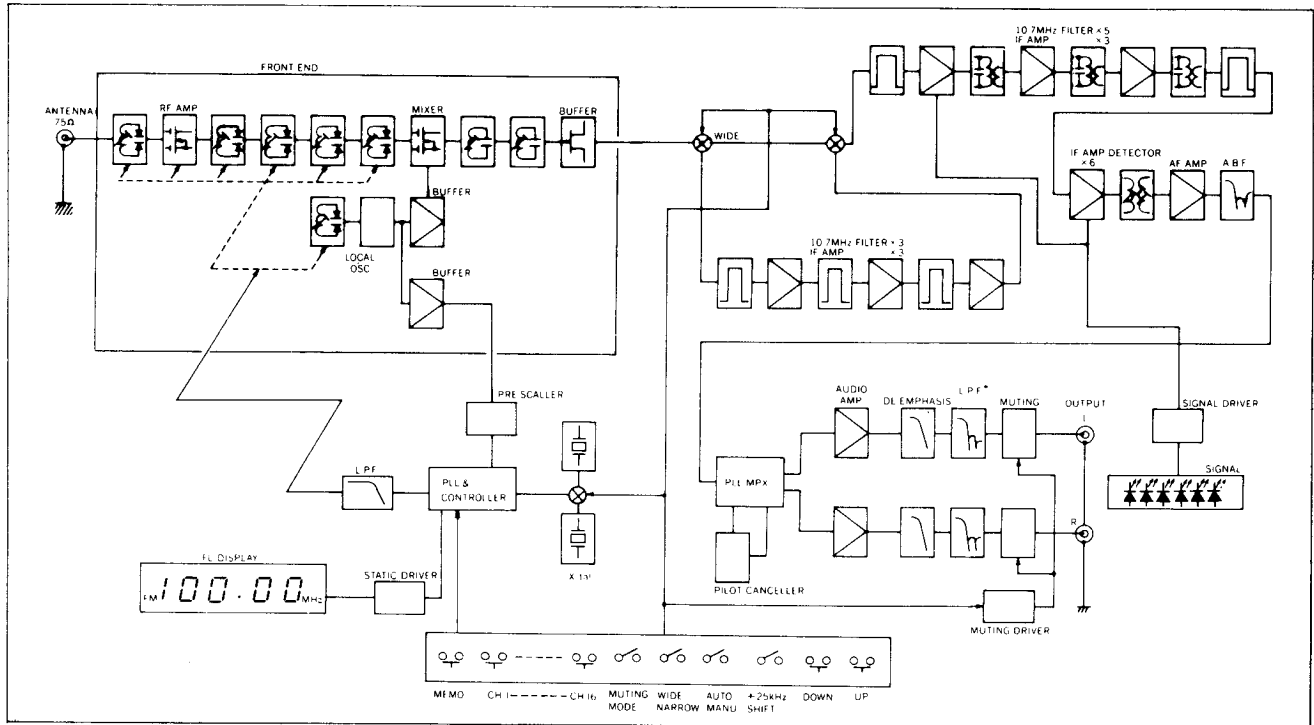 FRONT END
ANTENNA
75Ω
RF AMP
MIXER
BUFFER
BUFFER
LOCAL
OSC
BUFFER
WIDE
10.7MHz FILTER ×5
IF AMP ×3
IF AMP DETECTOR
×6
AF AMP
A B F
10.7MHz FILTER × 3
IF AMP × 3
PRE SCALLER
L P F
PLL &
CONTROLLER
X'tal
FL DISPLAY
FM 100.00 MHz
STATIC DRIVER
AUDIO
AMP
DE EMPHASIS
L P F
MUTING
OUTPUT
L
PLL MPX
R
PILOT CANCELLER
MUTING DRIVER
SIGNAL DRIVER
SIGNAL
MEMO
CH 1 - - - - - - CH 16
MUTING
MODE
WIDE
NARROW
AUTO
MANU
+25kHz
SHIFT
DOWN
UP